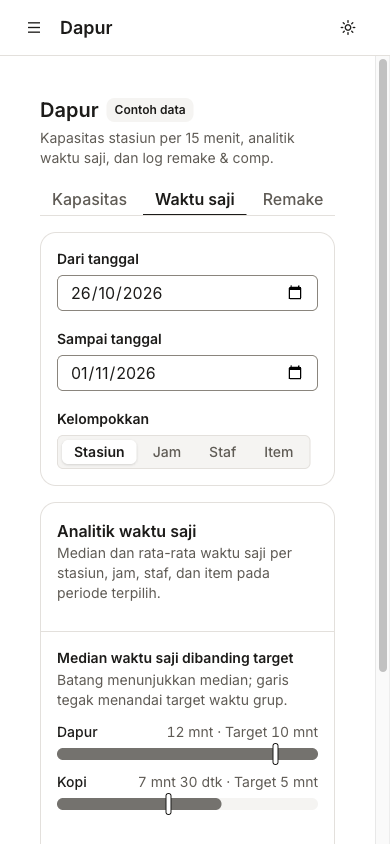 Dapur
Dapur
Contoh data
Kapasitas stasiun per 15 menit, analitik
waktu saji, dan log remake & comp.
Kapasitas
Waktu saji
Remake
Dari tanggal
26/10/2026
Sampai tanggal
01/11/2026
Kelompokkan
Stasiun
Jam
Staf
Item
Analitik waktu saji
Median dan rata-rata waktu saji per
stasiun, jam, staf, dan item pada
periode terpilih.
Median waktu saji dibanding target
Batang menunjukkan median; garis
tegak menandai target waktu grup.
Dapur 12 mnt · Target 10 mnt
Kopi 7 mnt 30 dtk · Target 5 mnt